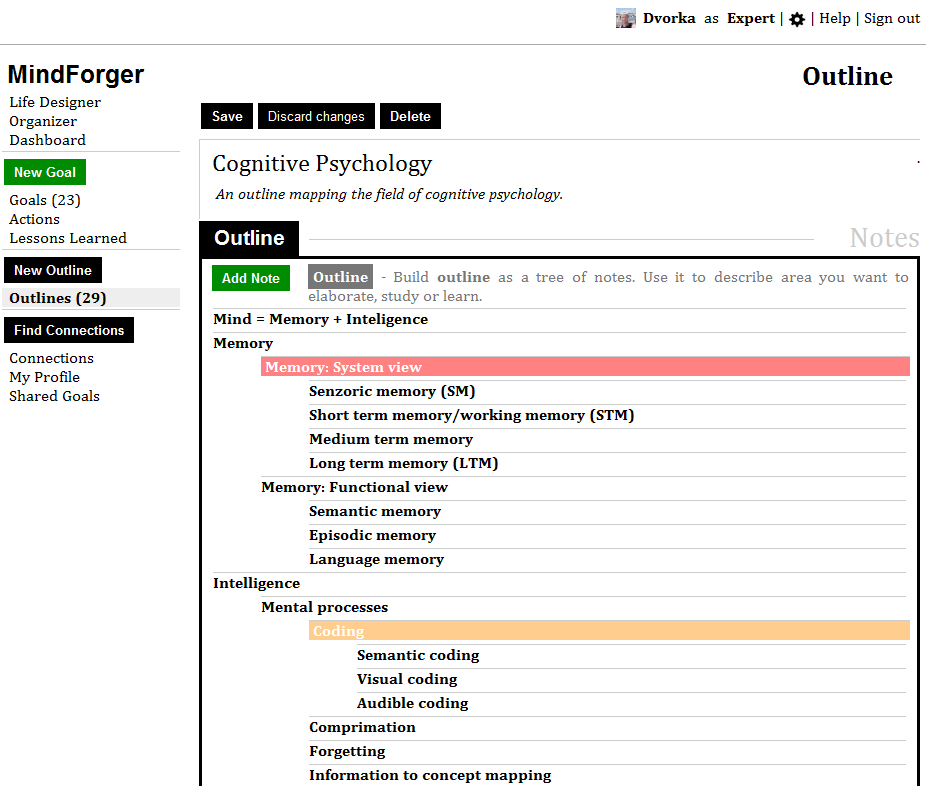 Dvorka as Expert | | Help | Sign out
MindForger
Outline
Life Designer
Organizer
Dashboard
New Goal
Goals (23)
Actions
Lessons Learned
New Outline
Outlines (29)
Find Connections
Connections
My Profile
Shared Goals
Save Discard changes Delete
Cognitive Psychology
An outline mapping the field of cognitive psychology.
Outline
Notes
Add Note
Outline - Build outline as a tree of notes. Use it to describe area you want to
elaborate, study or learn.
Mind = Memory + Inteligence
Memory
Memory: System view
Senzoric memory (SM)
Short term memory/working memory (STM)
Medium term memory
Long term memory (LTM)
Memory: Functional view
Semantic memory
Episodic memory
Language memory
Intelligence
Mental processes
Coding
Semantic coding
Visual coding
Audible coding
Comprimation
Forgetting
Information to concept mapping